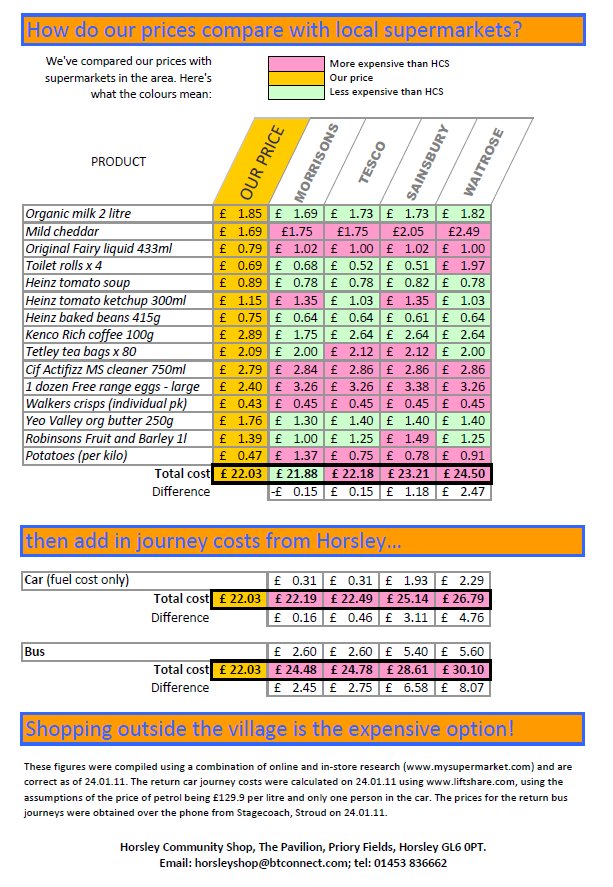 How do our prices compare with local supermarkets?
We've compared our prices with
supermarkets in the area. Here's
what the colours mean:
More expensive than HCS
Our price
Less expensive than HCS
PRODUCT OUR PRICE MORRISONS TESCO SAINSBURY WAITROSE
Organic milk 2 litre £ 1.85 £ 1.69 £ 1.73 £ 1.73 £ 1.82
Mild cheddar £ 1.69 £1.75 £1.75 £2.05 £2.49
Original Fairy liquid 433ml £ 0.79 £ 1.02 £ 1.00 £ 1.02 £ 1.00
Toilet rolls x 4 £ 0.69 £ 0.68 £ 0.52 £ 0.51 £ 1.97
Heinz tomato soup £ 0.89 £ 0.78 £ 0.78 £ 0.82 £ 0.78
Heinz tomato ketchup 300ml £ 1.15 £ 1.35 £ 1.03 £ 1.35 £ 1.03
Heinz baked beans 415g £ 0.75 £ 0.64 £ 0.64 £ 0.61 £ 0.64
Kenco Rich coffee 100g £ 2.89 £ 1.75 £ 2.64 £ 2.64 £ 2.64
Tetley tea bags x 80 £ 2.09 £ 2.00 £ 2.12 £ 2.12 £ 2.00
Cif Actifizz MS cleaner 750ml £ 2.79 £ 2.84 £ 2.86 £ 2.86 £ 2.86
1 dozen Free range eggs - large £ 2.40 £ 3.26 £ 3.26 £ 3.38 £ 3.26
Walkers crisps (individual pk) £ 0.43 £ 0.45 £ 0.45 £ 0.45 £ 0.45
Yeo Valley org butter 250g £ 1.76 £ 1.30 £ 1.40 £ 1.40 £ 1.40
Robinsons Fruit and Barley 1l £ 1.39 £ 1.00 £ 1.25 £ 1.49 £ 1.25
Potatoes (per kilo) £ 0.47 £ 1.37 £ 0.75 £ 0.78 £ 0.91
Total cost £ 22.03 £ 21.88 £ 22.18 £ 23.21 £ 24.50
Difference -£ 0.15 £ 0.15 £ 1.18 £ 2.47
then add in journey costs from Horsley...
Car (fuel cost only) £ 0.31 £ 0.31 £ 1.93 £ 2.29
Total cost £ 22.03 £ 22.19 £ 22.49 £ 25.14 £ 26.79
Difference £ 0.16 £ 0.46 £ 3.11 £ 4.76
Bus £ 2.60 £ 2.60 £ 5.40 £ 5.60
Total cost £ 22.03 £ 24.48 £ 24.78 £ 28.61 £ 30.10
Difference £ 2.45 £ 2.75 £ 6.58 £ 8.07
Shopping outside the village is the expensive option!
These figures were compiled using a combination of online and in-store research (www.mysupermarket.com) and are
correct as of 24.01.11. The return car journey costs were calculated on 24.01.11 using www.liftshare.com, using the
assumptions of the price of petrol being £129.9 per litre and only one person in the car. The prices for the return bus
journeys were obtained over the phone from Stagecoach, Stroud on 24.01.11.
Horsley Community Shop, The Pavilion, Priory Fields, Horsley GL6 0PT.
Email: horsleyshop@btconnect.com; tel: 01453 836662